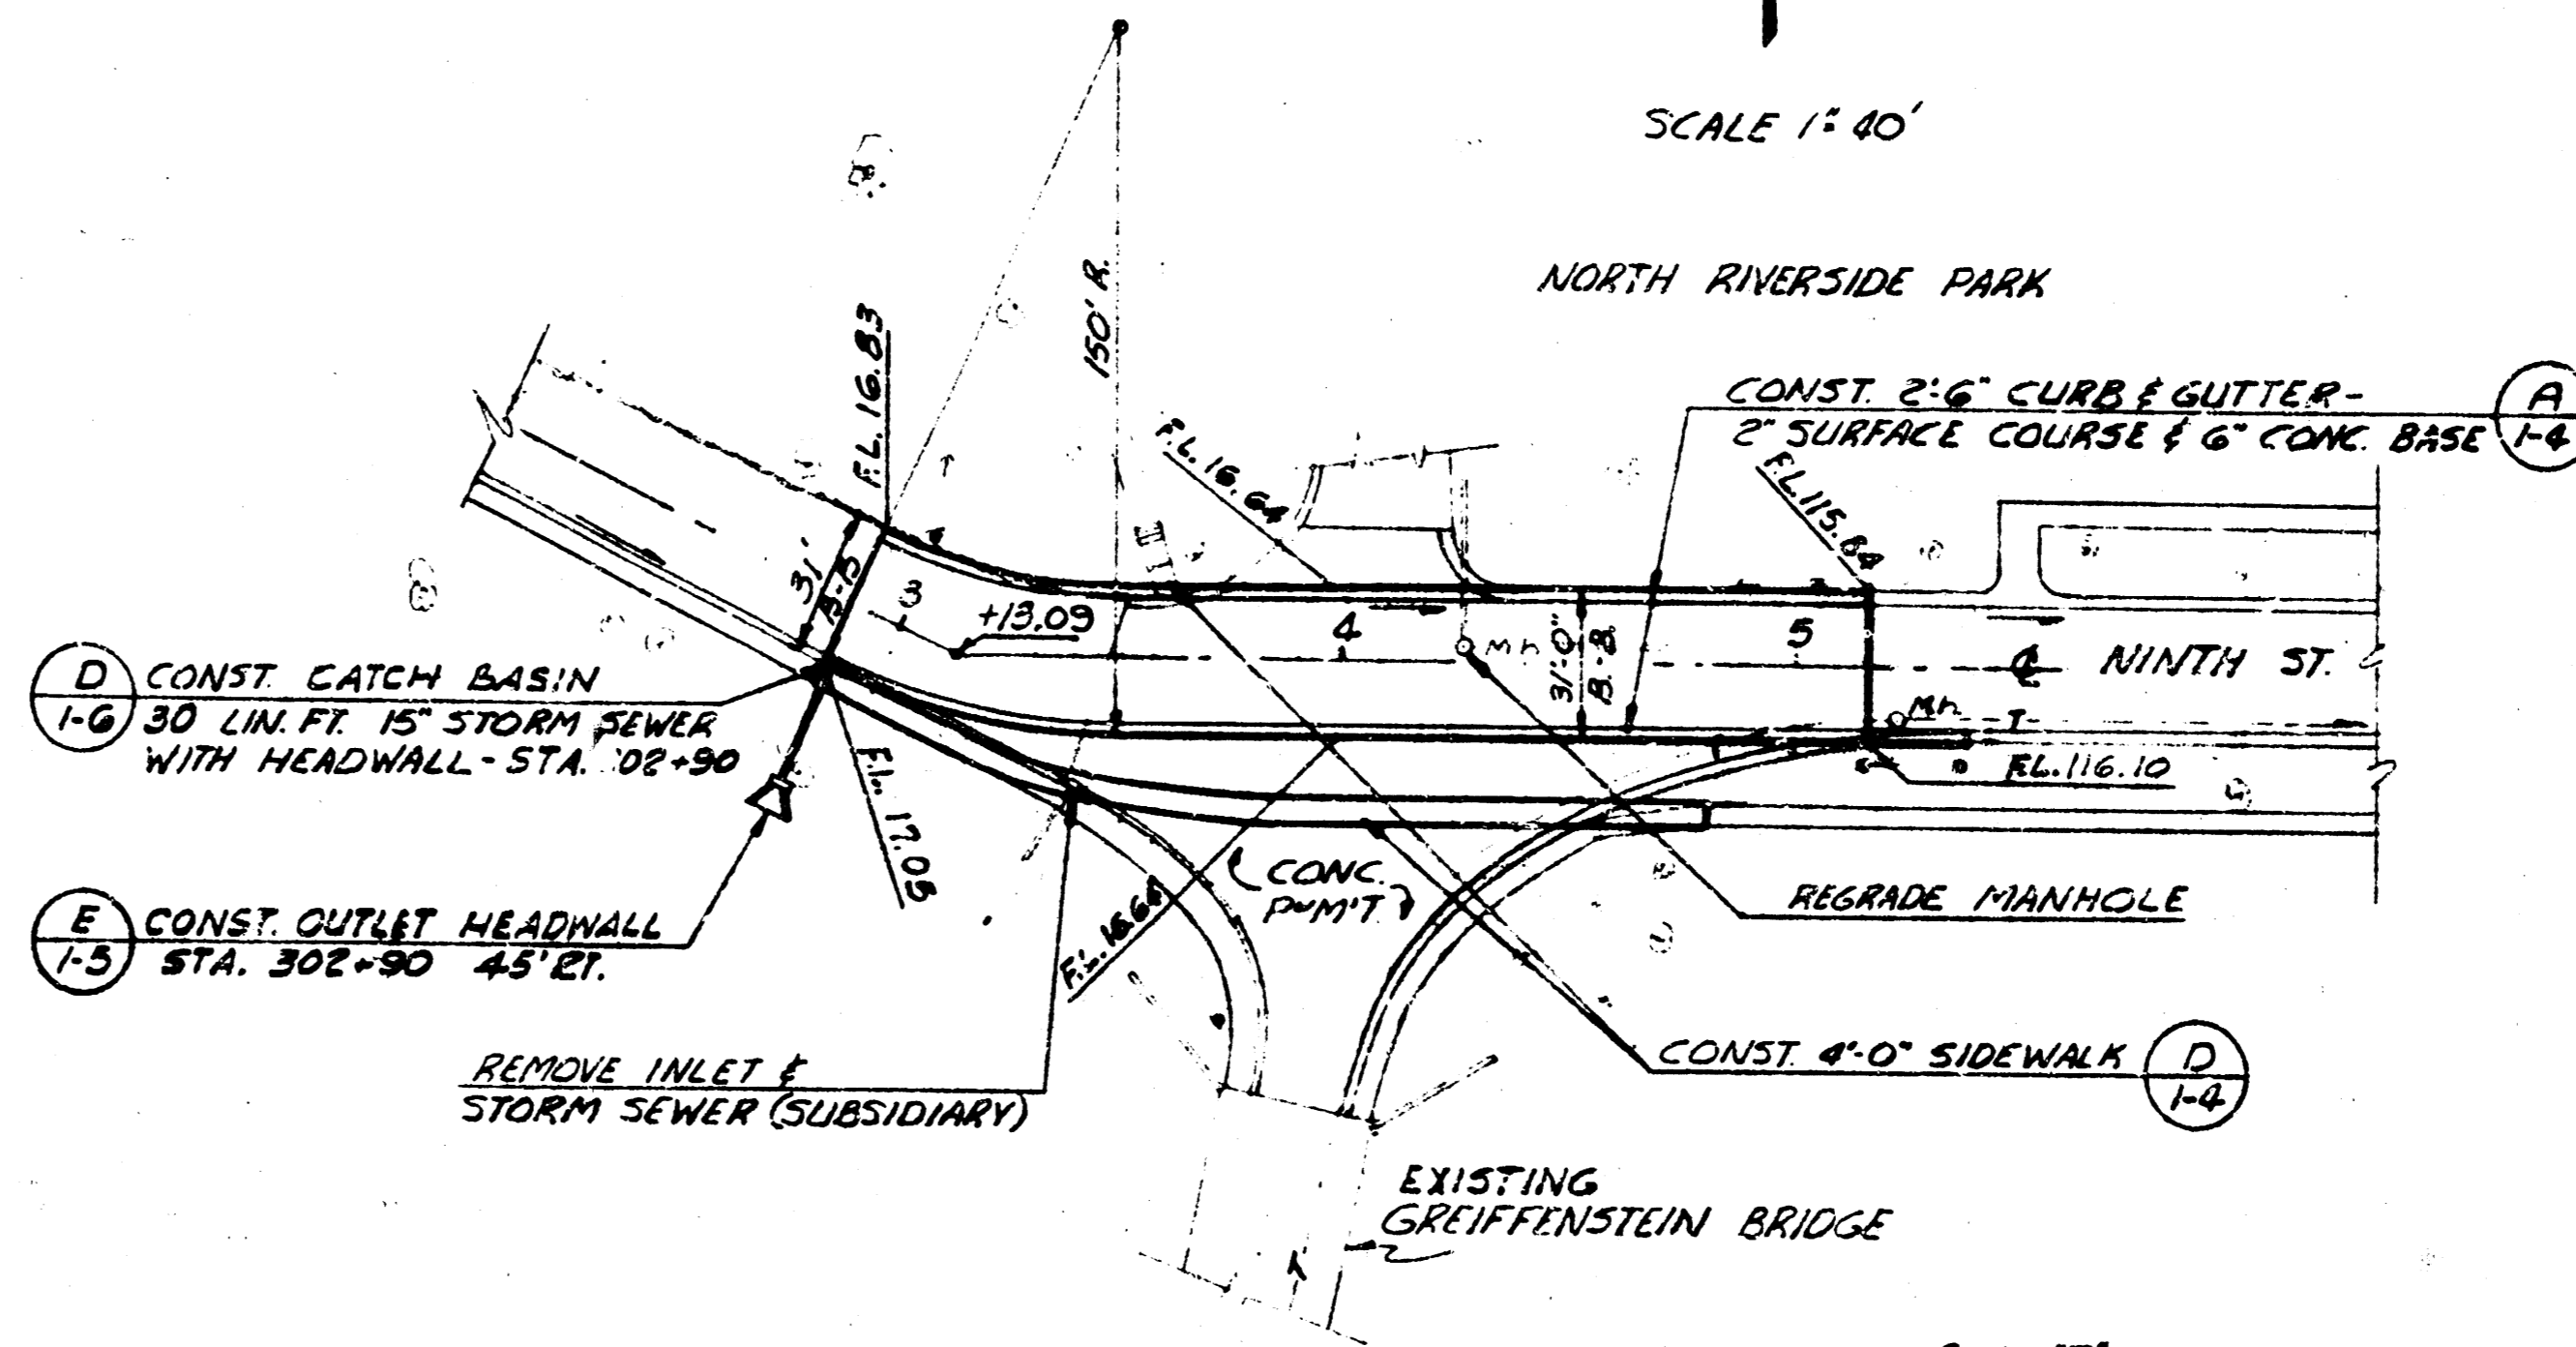 SCALE 1"=40'
NORTH RIVERSIDE PARK
150' R.
F.L. 16.83
F.L. 16.64
CONST. 2'-6" CURB & GUTTER-
2" SURFACE COURSE & 6" CONC. BASE
A
1-4
F.L. 115.84
31'
B-B
3
+13.09
4
Mh
31'-0"
B.-B.
5
℄ NINTH ST.
Mh
T
F.L. 116.10
D
1-6
CONST. CATCH BASIN
30 LIN. FT. 15" STORM SEWER
WITH HEADWALL - STA. 02+90
F.L. 17.05
E
1-5
CONST. OUTLET HEADWALL
STA. 302+90 45' RT.
F.L. 16.64
CONC.
PVM'T.
REGRADE MANHOLE
REMOVE INLET &
STORM SEWER (SUBSIDIARY)
CONST. 4'-0" SIDEWALK
D
1-4
EXISTING
GREIFFENSTEIN BRIDGE